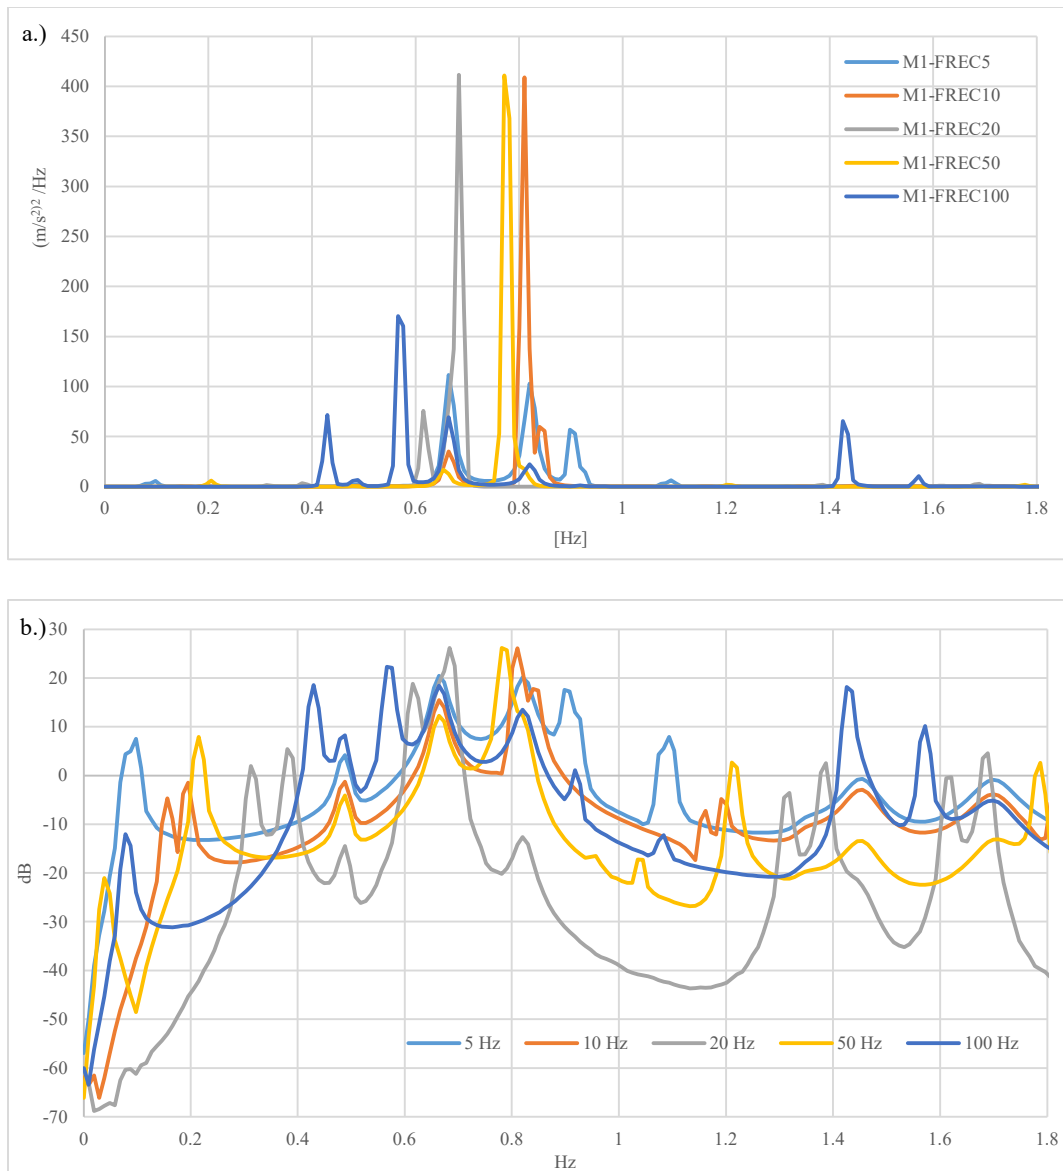 a.)
450
400
350
300
250
200
150
100
50
0
(m/s²⁾² /Hz
M1-FREC5
M1-FREC10
M1-FREC20
M1-FREC50
M1-FREC100
0 0.2 0.4 0.6 0.8 1 1.2 1.4 1.6 1.8
[Hz]
b.)
30
20
10
0
-10
-20
-30
-40
-50
-60
-70
dB
5 Hz 10 Hz 20 Hz 50 Hz 100 Hz
0 0.2 0.4 0.6 0.8 1 1.2 1.4 1.6 1.8
Hz